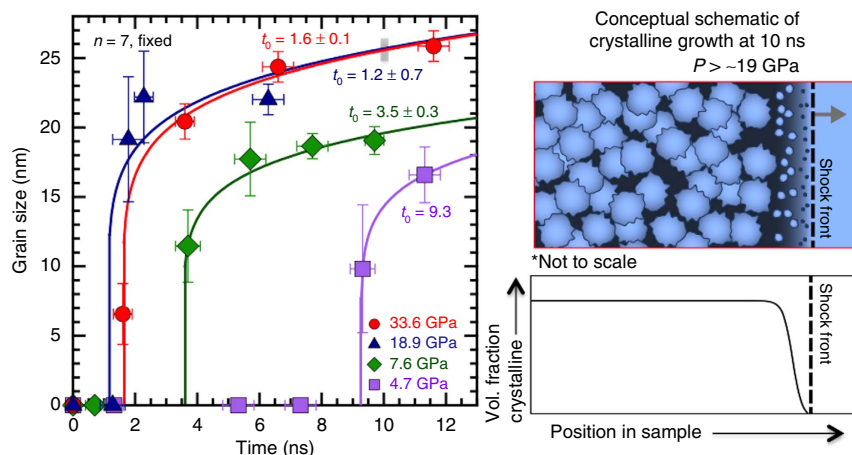 n = 7, fixed
t0 = 1.6 ± 0.1
t0 = 1.2 ± 0.7
t0 = 3.5 ± 0.3
t0 = 9.3
33.6 GPa
18.9 GPa
7.6 GPa
4.7 GPa
Grain size (nm)
25
20
15
10
5
0
0
2
4
6
8
10
12
Time (ns)
Conceptual schematic of
crystalline growth at 10 ns
P > ~19 GPa
Shock front
*Not to scale
Vol. fraction
crystalline
Shock front
Position in sample